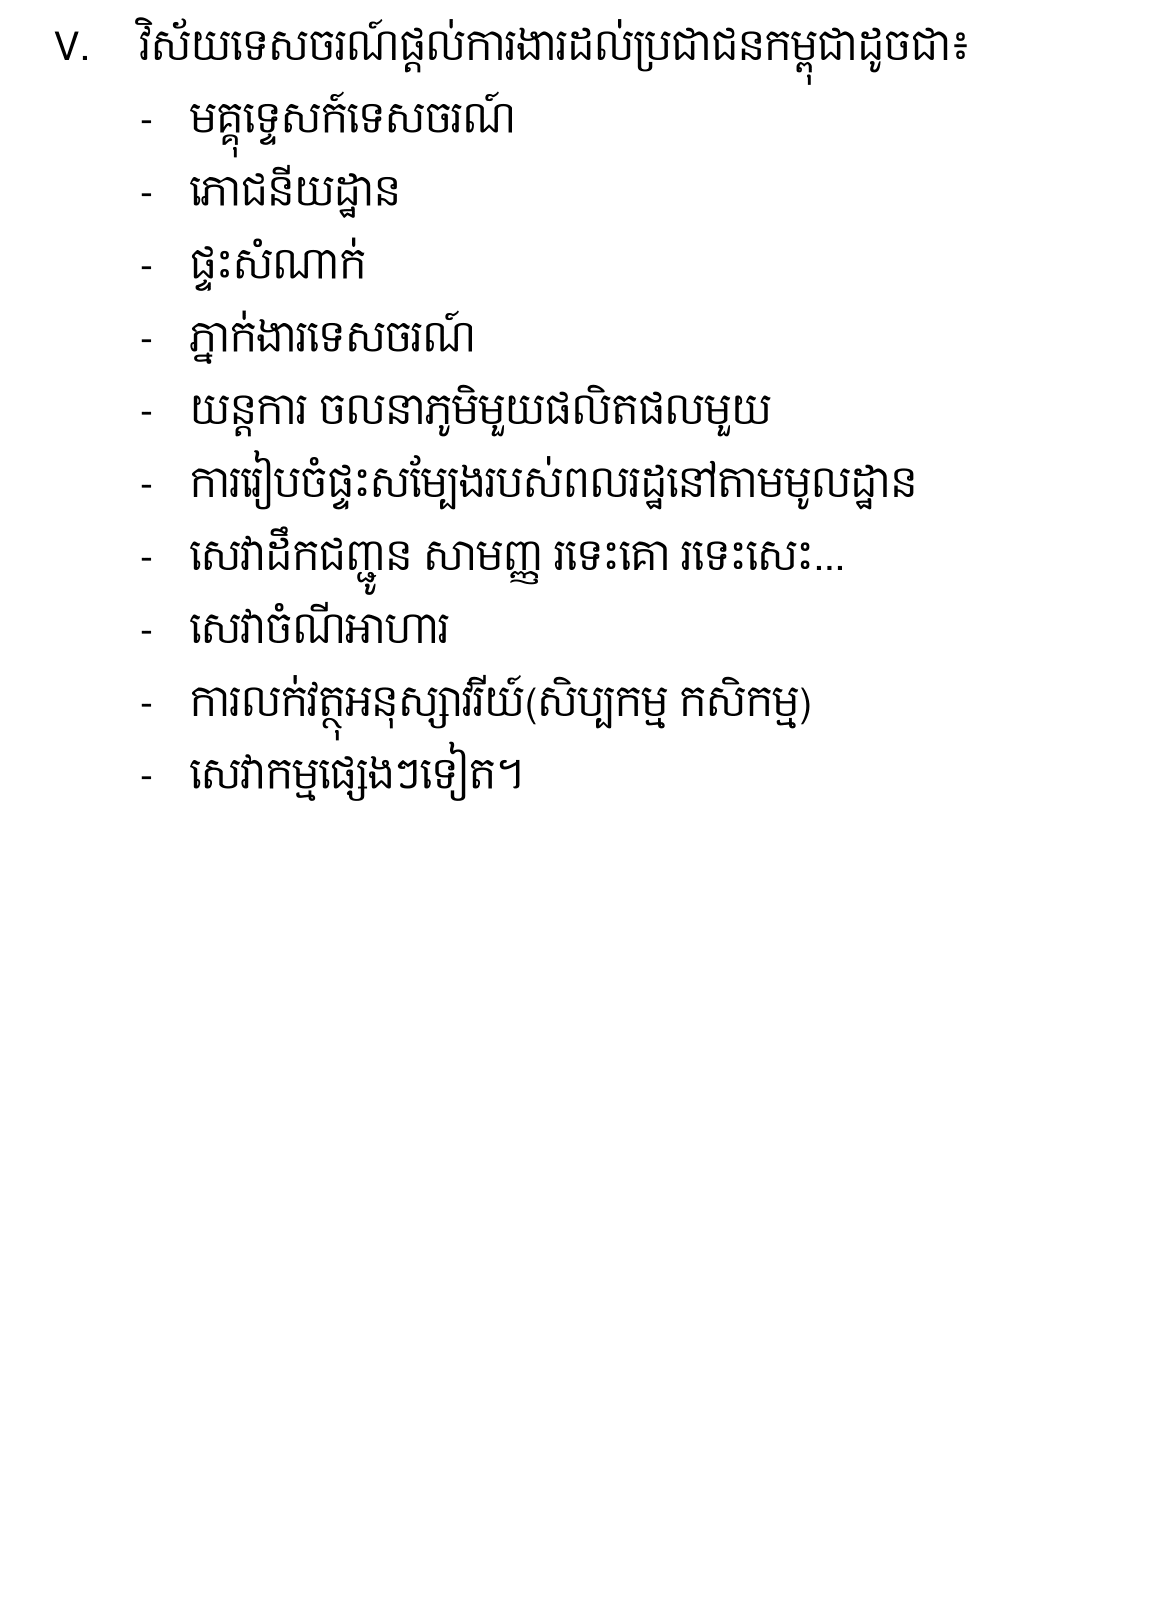 V. វិស័យទេសចរណ៍ផ្ដល់ការងារដល់ប្រជាជនកម្ពុជាដូចជា៖
- មគ្គុទ្ទេសក៍ទេសចរណ៍
- ភោជនីយដ្ឋាន
- ផ្ទះសំណាក់
- ភ្នាក់ងារទេសចរណ៍
- យន្តការ ចលនាភូមិមួយផលិតផលមួយ
- ការរៀបចំផ្ទះសម្បែងរបស់ពលរដ្ឋនៅតាមមូលដ្ឋាន
- សេវាដឹកជញ្ជូន សាមញ្ញ រទេះគោ រទេះសេះ...
- សេវាចំណីអាហារ
- ការលក់វត្ថុអនុស្សាវរីយ៍(សិប្បកម្ម កសិកម្ម)
- សេវាកម្មផ្សេងៗទៀត។